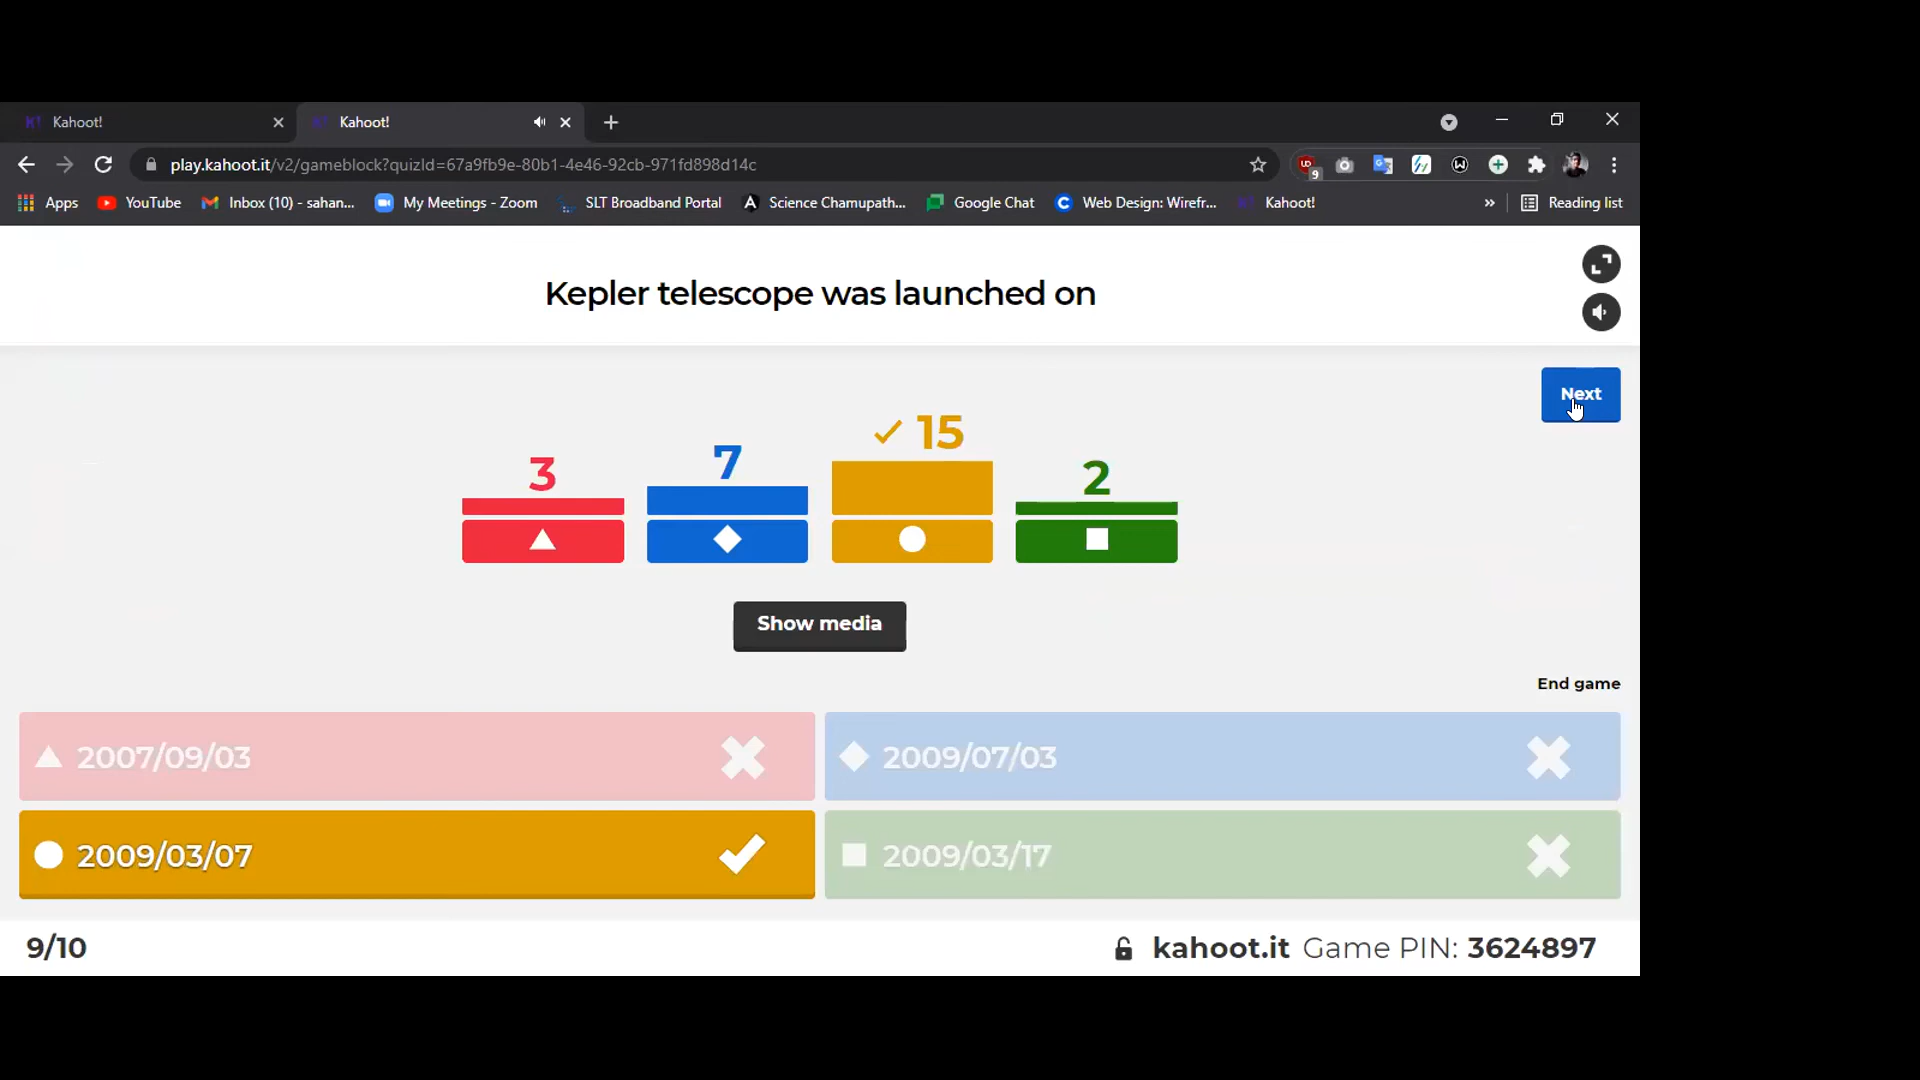 Kahoot!
Kahoot!
play.kahoot.it/v2/gameblock?quizId=67a9fb9e-80b1-4e46-92cb-971fd898d14c
9
Apps YouTube Inbox (10) - sahan... My Meetings - Zoom SLT Broadband Portal Science Chamupath... Google Chat Web Design: Wirefr... Kahoot! » Reading list
Kepler telescope was launched on
Next
3 7 15 2
Show media
End game
2007/09/03
2009/07/03
2009/03/07
2009/03/17
9/10
kahoot.it Game PIN: 3624897